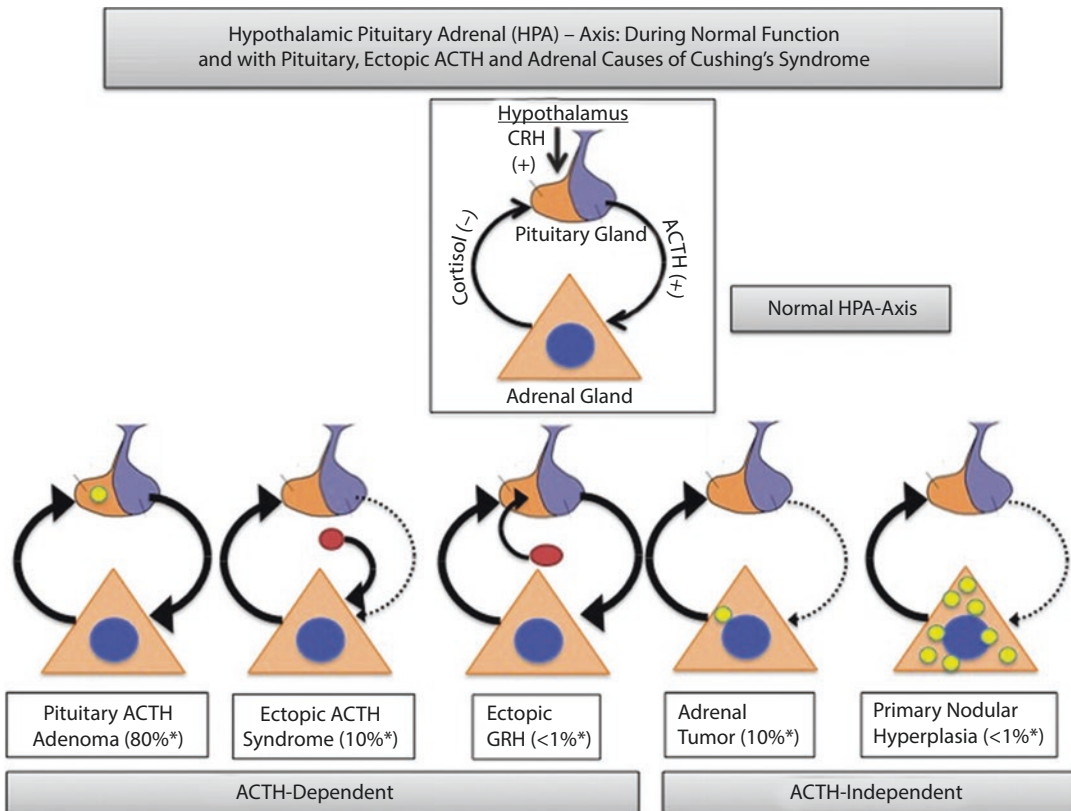 Hypothalamic Pituitary Adrenal (HPA) – Axis: During Normal Function
and with Pituitary, Ectopic ACTH and Adrenal Causes of Cushing's Syndrome
Hypothalamus
CRH
(+)
Cortisol (–)
ACTH (+)
Pituitary Gland
Adrenal Gland
Normal HPA-Axis
Pituitary ACTH
Adenoma (80%*)
Ectopic ACTH
Syndrome (10%*)
Ectopic
GRH (<1%*)
Adrenal
Tumor (10%*)
Primary Nodular
Hyperplasia (<1%*)
ACTH-Dependent
ACTH-Independent